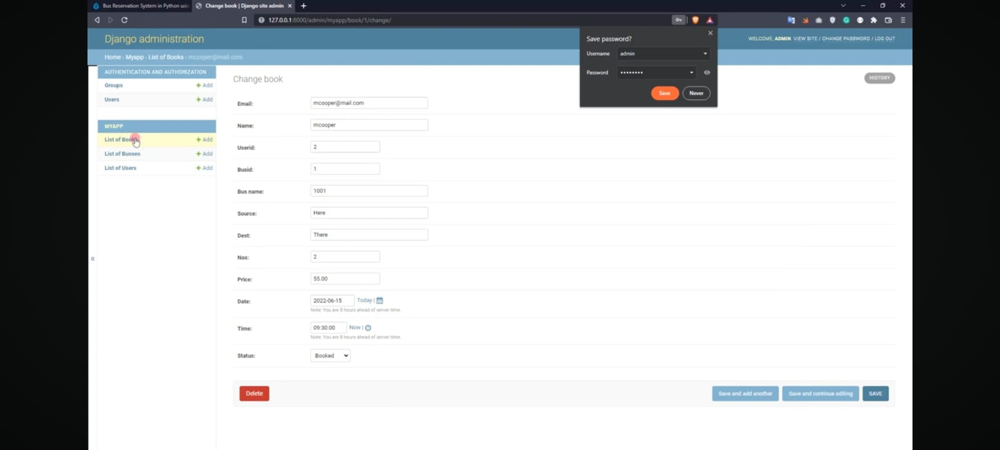 Bus Reservation System in Python usin
Change book | Django site admin
127.0.0.1:8000/admin/myapp/book/1/change/
Django administration
WELCOME, ADMIN. VIEW SITE / CHANGE PASSWORD / LOG OUT
Save password?
Username admin
Password ••••••••
Save Never
Home › Myapp › List of Books › mcooper@mail.com
AUTHENTICATION AND AUTHORIZATION
Groups + Add
Users + Add
MYAPP
List of Books + Add
List of Busses + Add
List of Users + Add
«
Change book
HISTORY
Email: mcooper@mail.com
Name: mcooper
Userid: 2
Busid: 1
Bus name: 1001
Source: Here
Dest: There
Nos: 2
Price: 55.00
Date: 2022-06-15 Today |
Note: You are 8 hours ahead of server time.
Time: 09:30:00 Now |
Note: You are 8 hours ahead of server time.
Status: Booked
Delete
Save and add another Save and continue editing SAVE